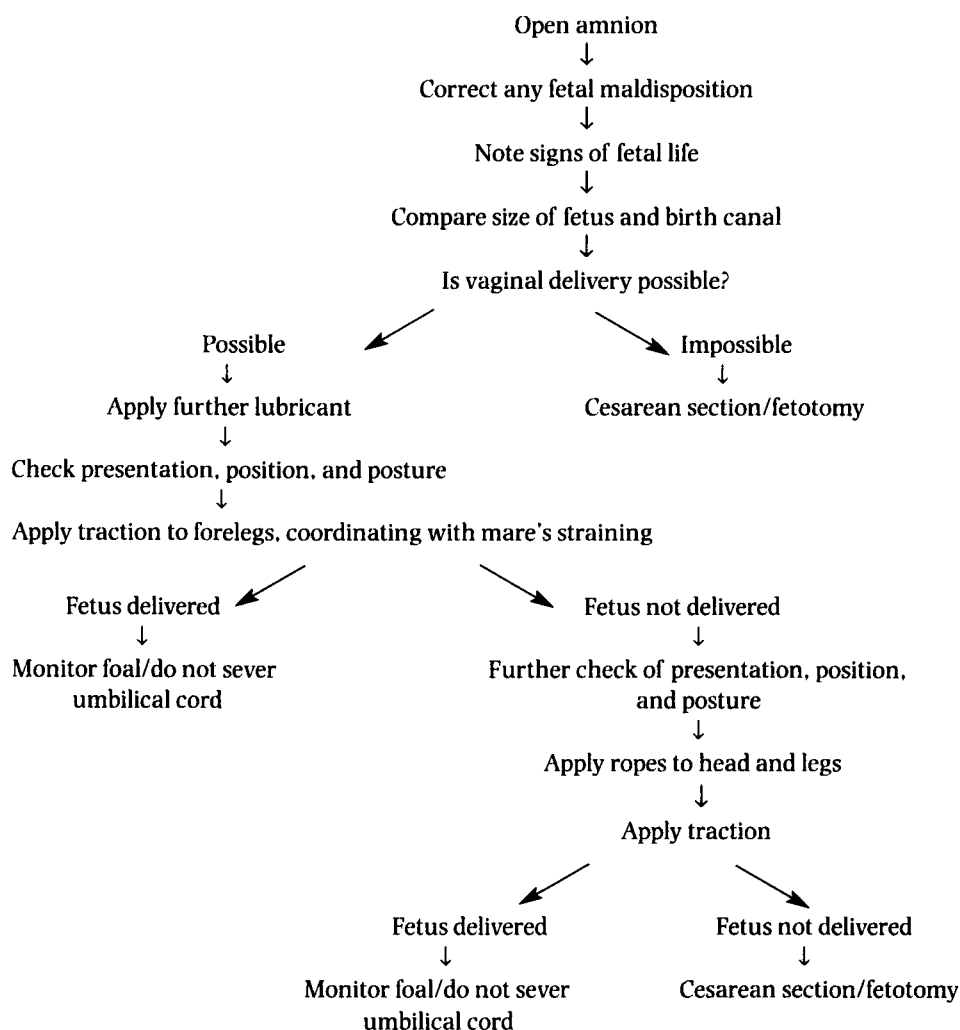 Open amnion
Correct any fetal maldisposition
Note signs of fetal life
Compare size of fetus and birth canal
Is vaginal delivery possible?
Possible
Impossible
Apply further lubricant
Cesarean section/fetotomy
Check presentation, position, and posture
Apply traction to forelegs, coordinating with mare's straining
Fetus delivered
Fetus not delivered
Monitor foal/do not sever
umbilical cord
Further check of presentation, position,
and posture
Apply ropes to head and legs
Apply traction
Fetus delivered
Fetus not delivered
Monitor foal/do not sever
umbilical cord
Cesarean section/fetotomy